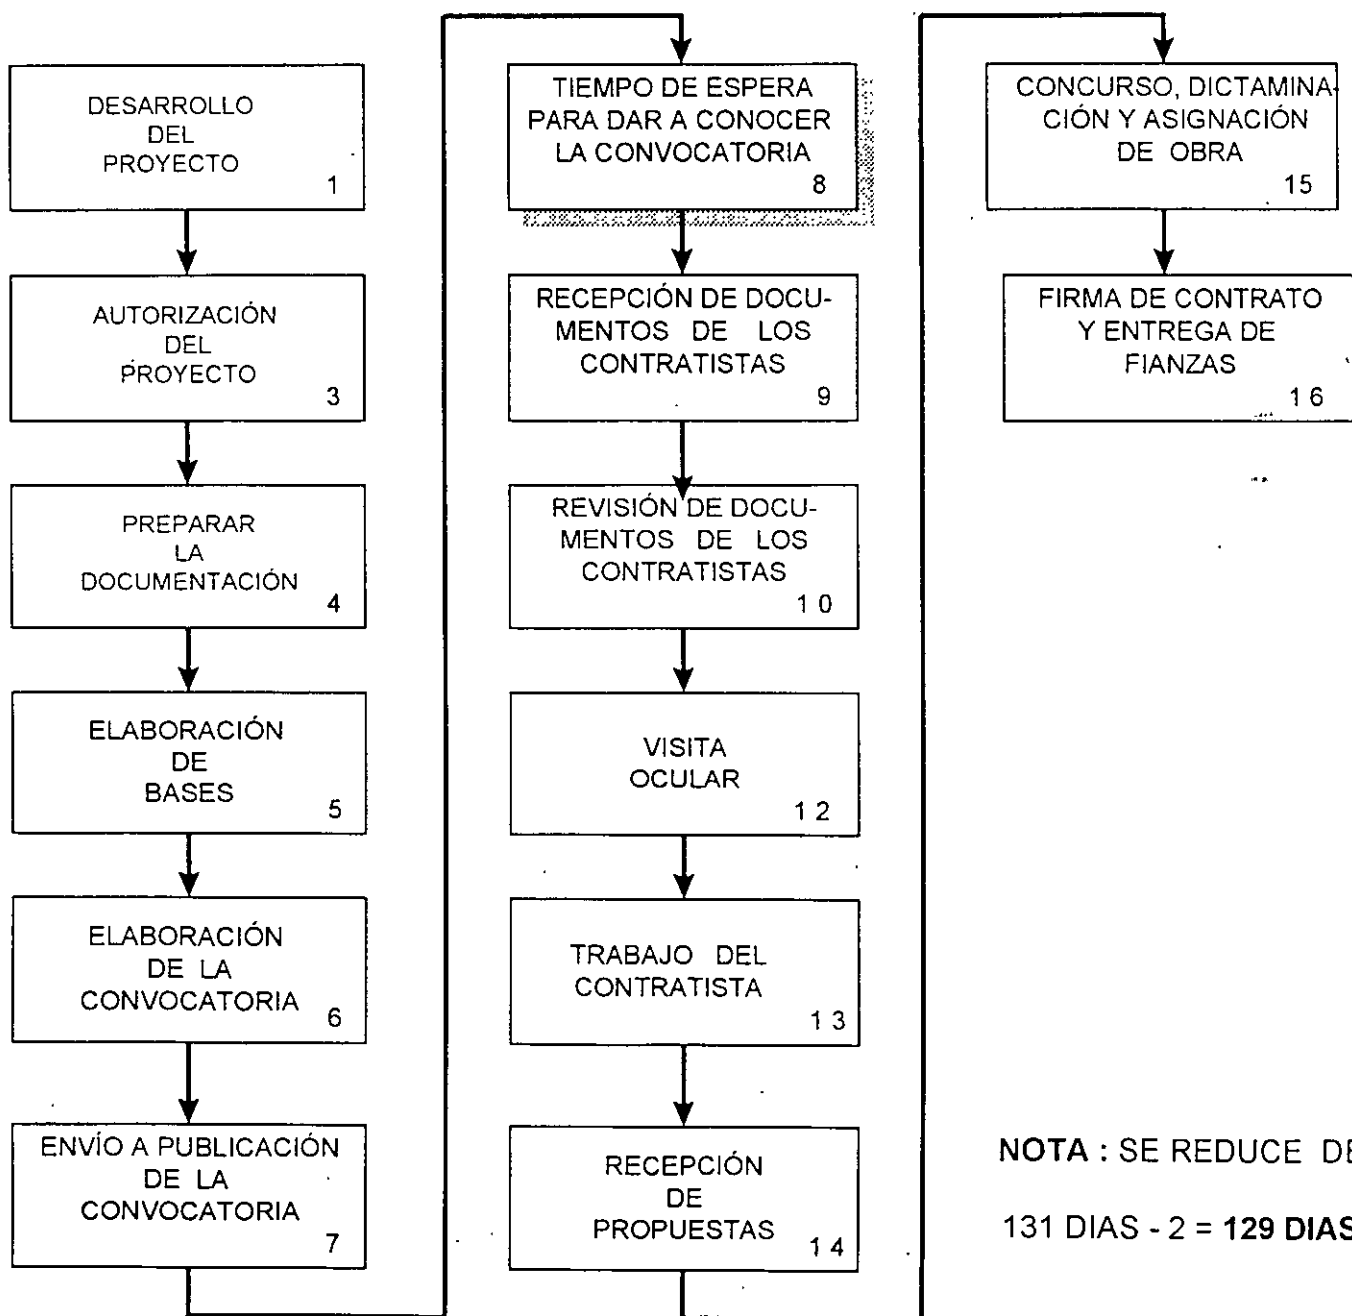 DESARROLLO
DEL
PROYECTO
1
AUTORIZACIÓN
DEL
PROYECTO
3
PREPARAR
LA
DOCUMENTACIÓN
4
ELABORACIÓN
DE
BASES
5
ELABORACIÓN
DE LA
CONVOCATORIA
6
ENVÍO A PUBLICACIÓN
DE LA
CONVOCATORIA
7
TIEMPO DE ESPERA
PARA DAR A CONOCER
LA CONVOCATORIA
8
RECEPCIÓN DE DOCU-
MENTOS DE LOS
CONTRATISTAS
9
REVISIÓN DE DOCU-
MENTOS DE LOS
CONTRATISTAS
10
VISITA
OCULAR
12
TRABAJO DEL
CONTRATISTA
13
RECEPCIÓN
DE
PROPUESTAS
14
CONCURSO, DICTAMINA-
CIÓN Y ASIGNACIÓN
DE OBRA
15
FIRMA DE CONTRATO
Y ENTREGA DE
FIANZAS
16
NOTA : SE REDUCE DE
131 DIAS - 2 = 129 DIAS